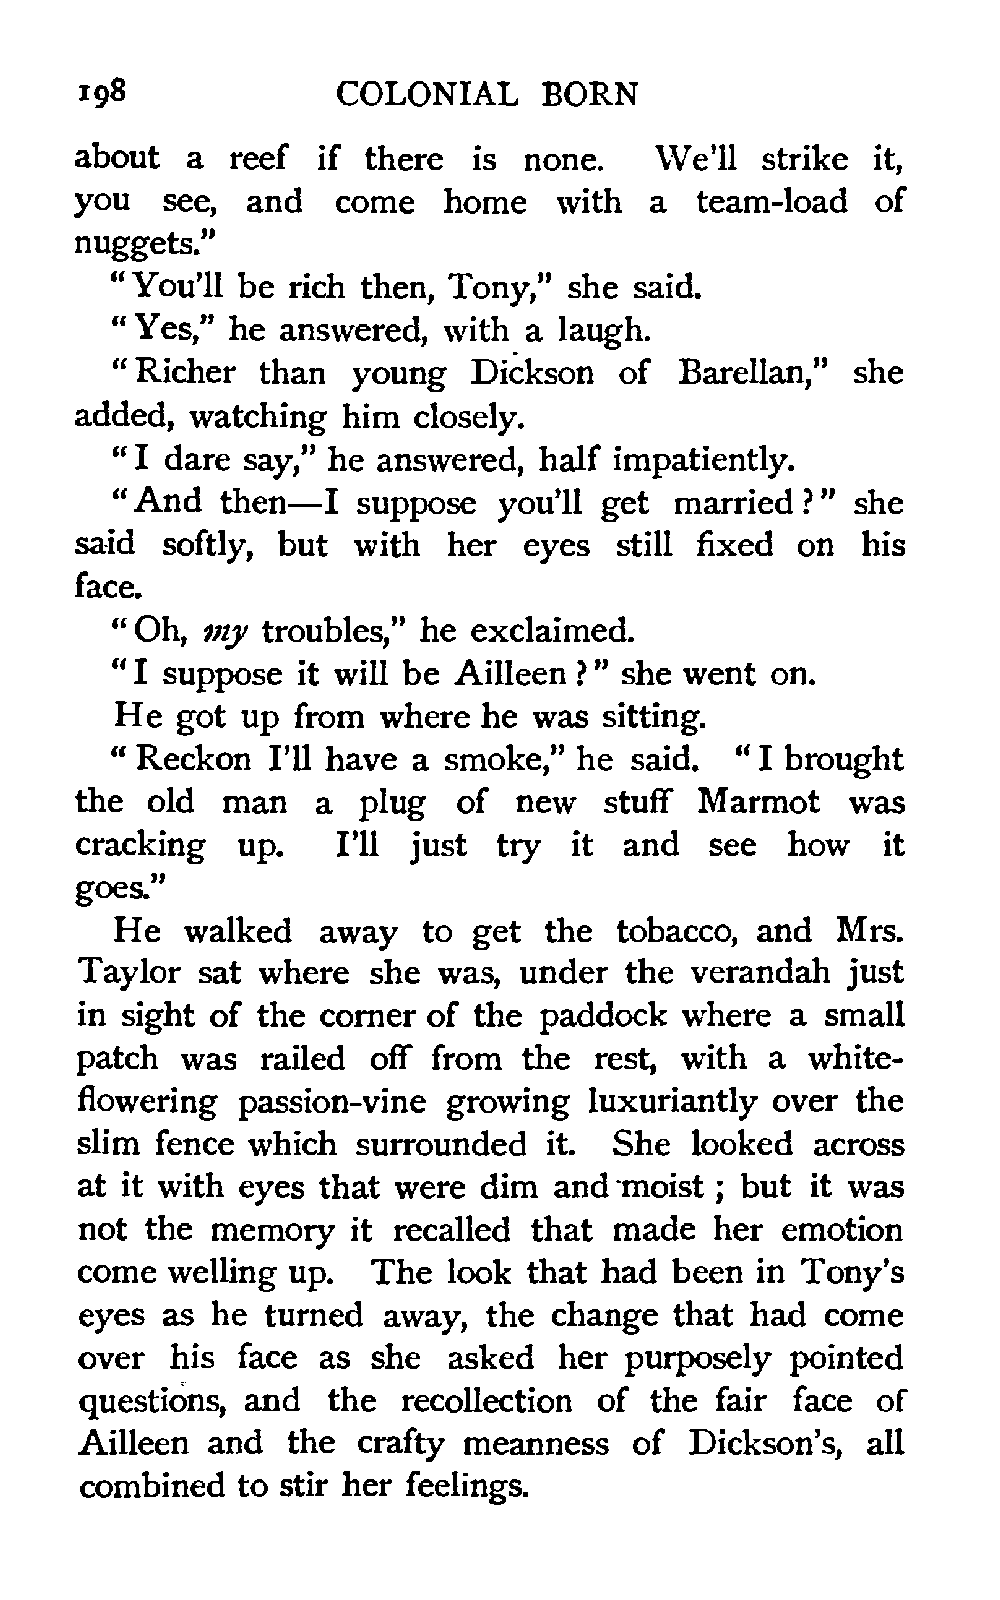 198 COLONIAL BORN
about a reef if there is none. We'll strike it,
you see, and come home with a team-load of
nuggets."
"You'll be rich then, Tony," she said.
"Yes," he answered, with a laugh.
"Richer than young Dickson of Barellan," she
added, watching him closely.
"I dare say," he answered, half impatiently.
"And then—I suppose you'll get married?" she
said softly, but with her eyes still fixed on his
face.
"Oh, my troubles," he exclaimed.
"I suppose it will be Ailleen?" she went on.
He got up from where he was sitting.
"Reckon I'll have a smoke," he said. "I brought
the old man a plug of new stuff Marmot was
cracking up. I'll just try it and see how it
goes."
He walked away to get the tobacco, and Mrs.
Taylor sat where she was, under the verandah just
in sight of the corner of the paddock where a small
patch was railed off from the rest, with a white-
flowering passion-vine growing luxuriantly over the
slim fence which surrounded it. She looked across
at it with eyes that were dim and moist; but it was
not the memory it recalled that made her emotion
come welling up. The look that had been in Tony's
eyes as he turned away, the change that had come
over his face as she asked her purposely pointed
questions, and the recollection of the fair face of
Ailleen and the crafty meanness of Dickson's, all
combined to stir her feelings.